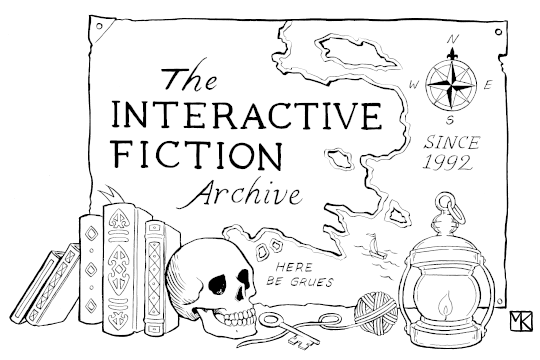 The
INTERACTIVE
FICTION
Archive
N
W E
S
SINCE
1992
HERE
BE GRUES
MK